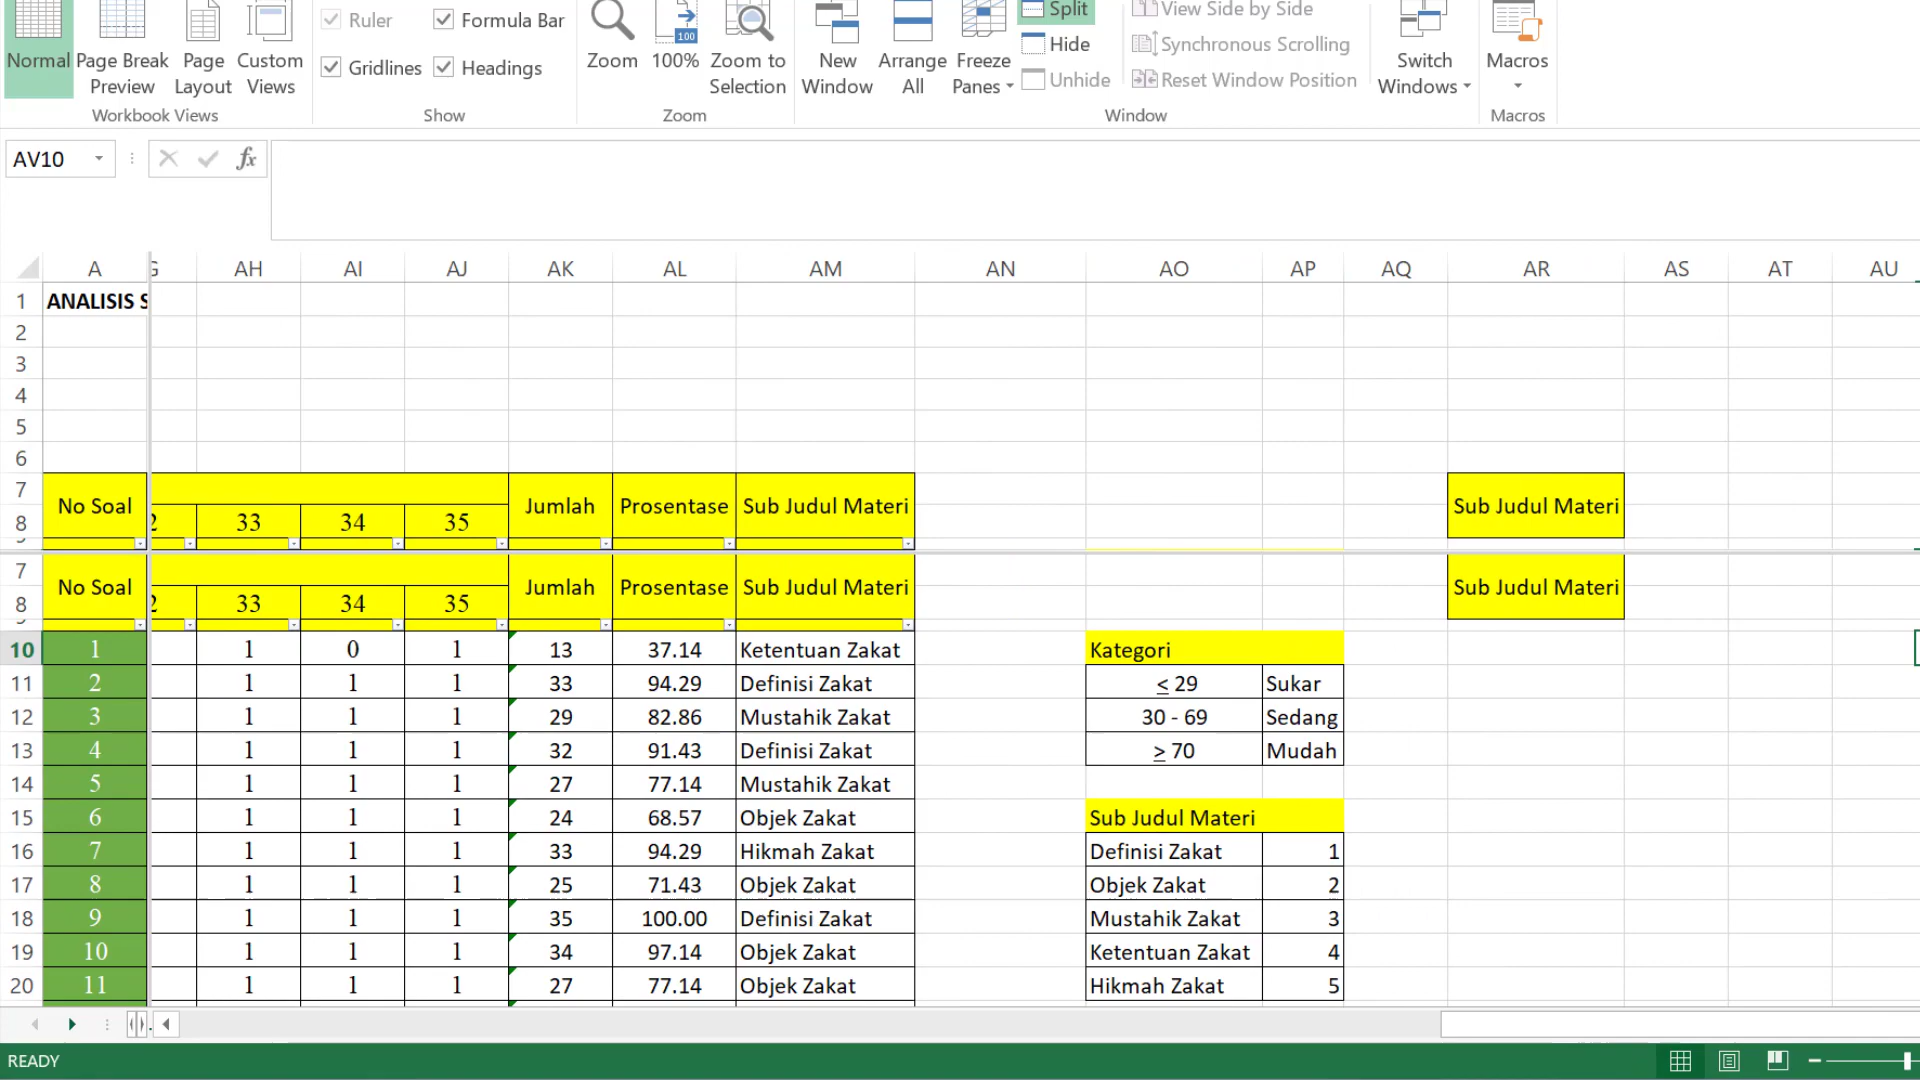 Normal Page Break Preview Page Layout Custom Views
Workbook Views
Ruler Formula Bar
Gridlines Headings
Show
Zoom 100% Zoom to Selection
Zoom
New Window Arrange All Freeze Panes
Split
Hide
Unhide
View Side by Side
Synchronous Scrolling
Reset Window Position
Window
Switch Windows
Macros
Macros
AV10 fx
A AH AI AJ AK AL AM AN AO AP AQ AR AS AT AU
1 ANALISIS S
2
3
4
5
6
7 No Soal Jumlah Prosentase Sub Judul Materi Sub Judul Materi
8 2 33 34 35
7 No Soal Jumlah Prosentase Sub Judul Materi Sub Judul Materi
8 2 33 34 35
10 1 1 0 1 13 37.14 Ketentuan Zakat Kategori
11 2 1 1 1 33 94.29 Definisi Zakat ≤ 29 Sukar
12 3 1 1 1 29 82.86 Mustahik Zakat 30 - 69 Sedang
13 4 1 1 1 32 91.43 Definisi Zakat ≥ 70 Mudah
14 5 1 1 1 27 77.14 Mustahik Zakat
15 6 1 1 1 24 68.57 Objek Zakat Sub Judul Materi
16 7 1 1 1 33 94.29 Hikmah Zakat Definisi Zakat 1
17 8 1 1 1 25 71.43 Objek Zakat Objek Zakat 2
18 9 1 1 1 35 100.00 Definisi Zakat Mustahik Zakat 3
19 10 1 1 1 34 97.14 Objek Zakat Ketentuan Zakat 4
20 11 1 1 1 27 77.14 Objek Zakat Hikmah Zakat 5
READY